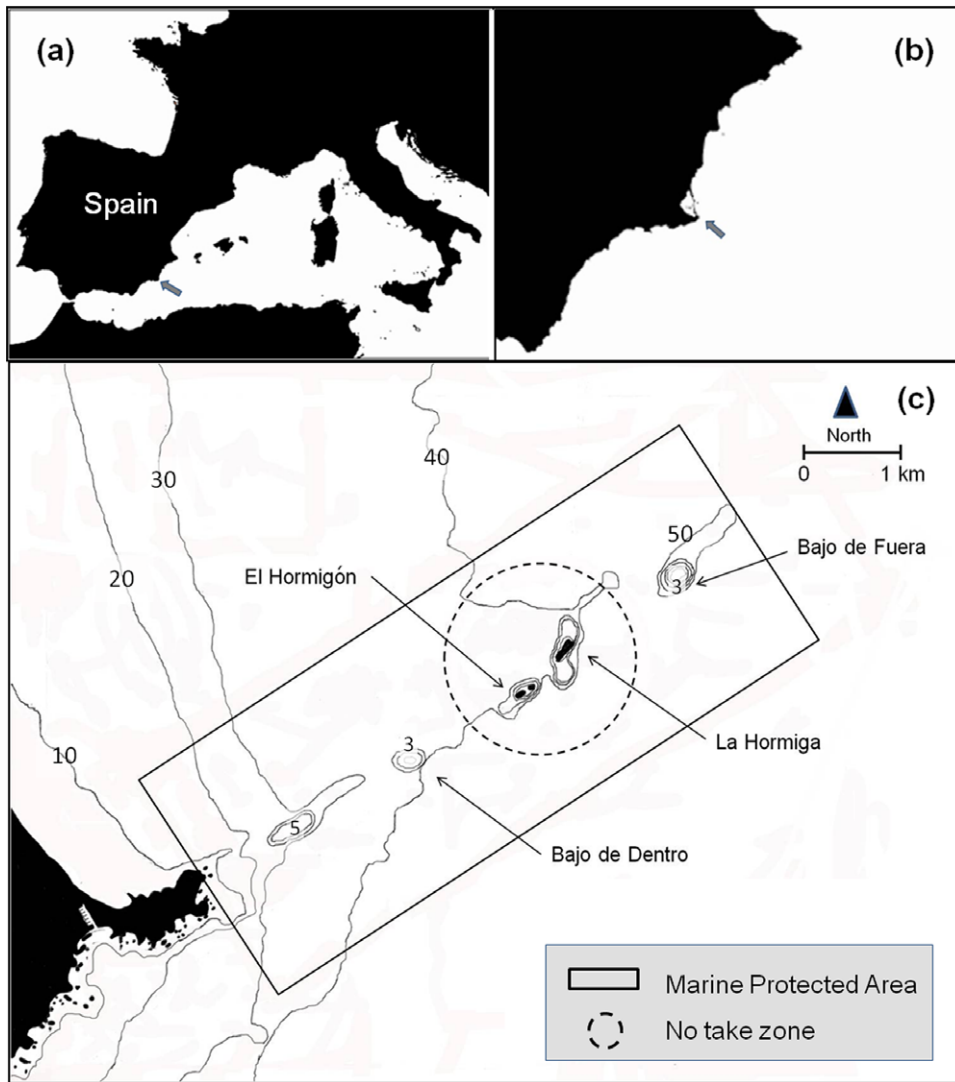 (a)
(b)
Spain
(c)
North
0 1 km
40
30
50
Bajo de Fuera
3
El Hormigón
20
La Hormiga
3
10
5
Bajo de Dentro
Marine Protected Area
No take zone